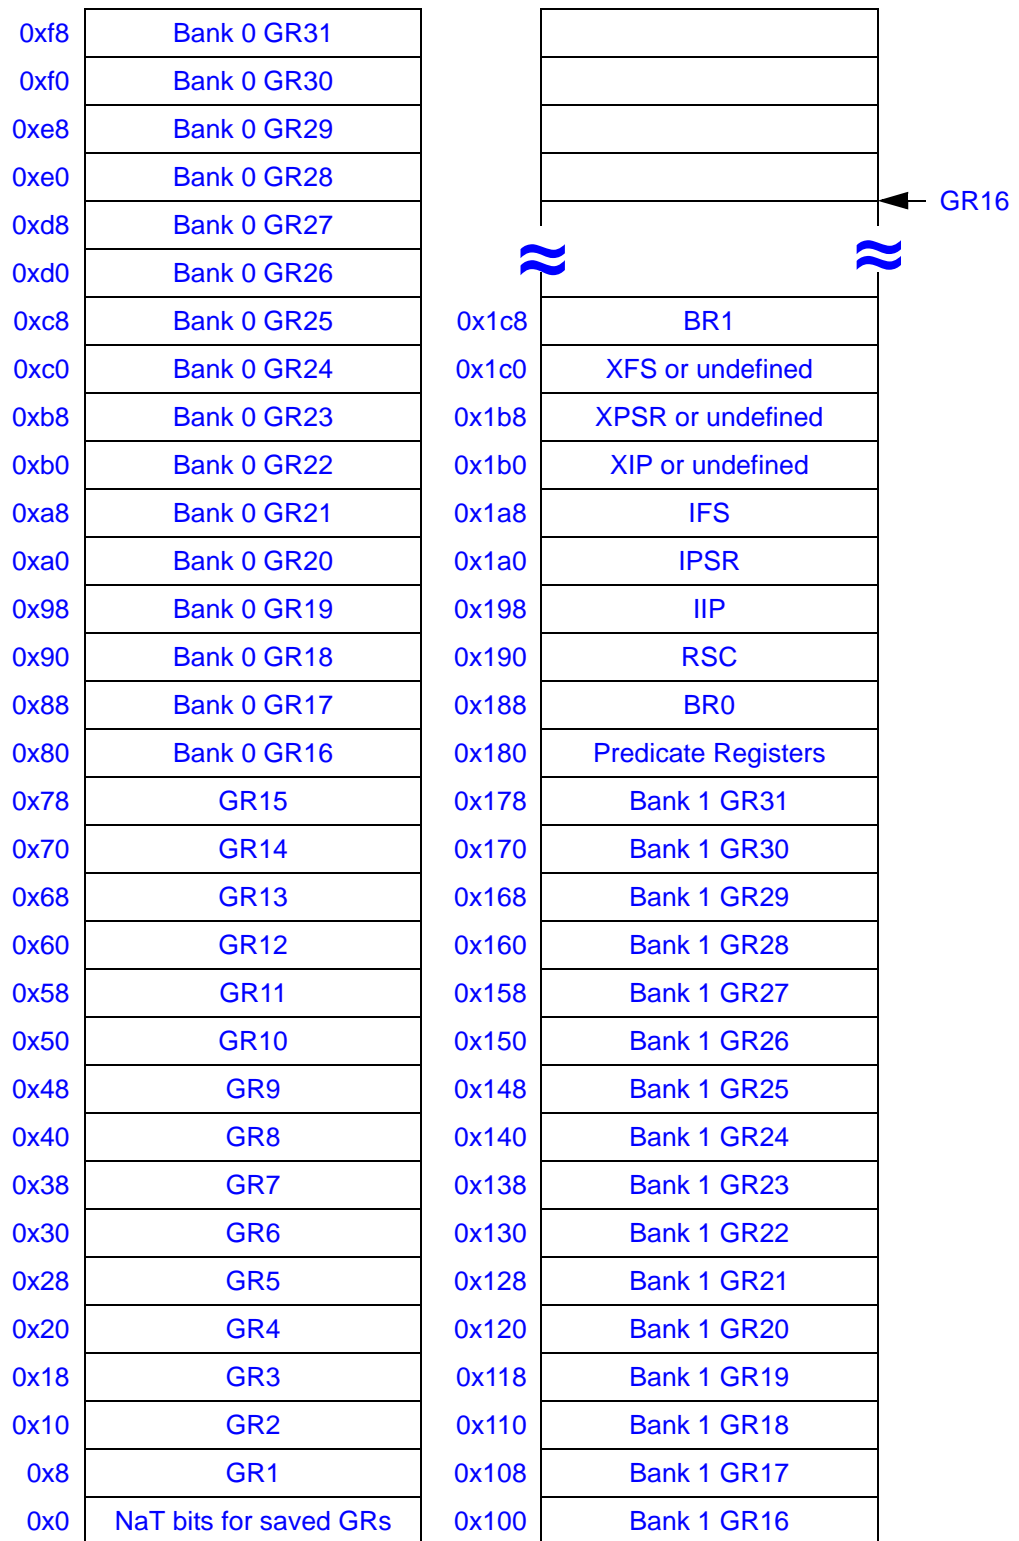 0xf8 Bank 0 GR31
0xf0 Bank 0 GR30
0xe8 Bank 0 GR29
0xe0 Bank 0 GR28
0xd8 Bank 0 GR27
0xd0 Bank 0 GR26
0xc8 Bank 0 GR25
0xc0 Bank 0 GR24
0xb8 Bank 0 GR23
0xb0 Bank 0 GR22
0xa8 Bank 0 GR21
0xa0 Bank 0 GR20
0x98 Bank 0 GR19
0x90 Bank 0 GR18
0x88 Bank 0 GR17
0x80 Bank 0 GR16
0x78 GR15
0x70 GR14
0x68 GR13
0x60 GR12
0x58 GR11
0x50 GR10
0x48 GR9
0x40 GR8
0x38 GR7
0x30 GR6
0x28 GR5
0x20 GR4
0x18 GR3
0x10 GR2
0x8 GR1
0x0 NaT bits for saved GRs
GR16
≈ ≈
0x1c8 BR1
0x1c0 XFS or undefined
0x1b8 XPSR or undefined
0x1b0 XIP or undefined
0x1a8 IFS
0x1a0 IPSR
0x198 IIP
0x190 RSC
0x188 BR0
0x180 Predicate Registers
0x178 Bank 1 GR31
0x170 Bank 1 GR30
0x168 Bank 1 GR29
0x160 Bank 1 GR28
0x158 Bank 1 GR27
0x150 Bank 1 GR26
0x148 Bank 1 GR25
0x140 Bank 1 GR24
0x138 Bank 1 GR23
0x130 Bank 1 GR22
0x128 Bank 1 GR21
0x120 Bank 1 GR20
0x118 Bank 1 GR19
0x110 Bank 1 GR18
0x108 Bank 1 GR17
0x100 Bank 1 GR16